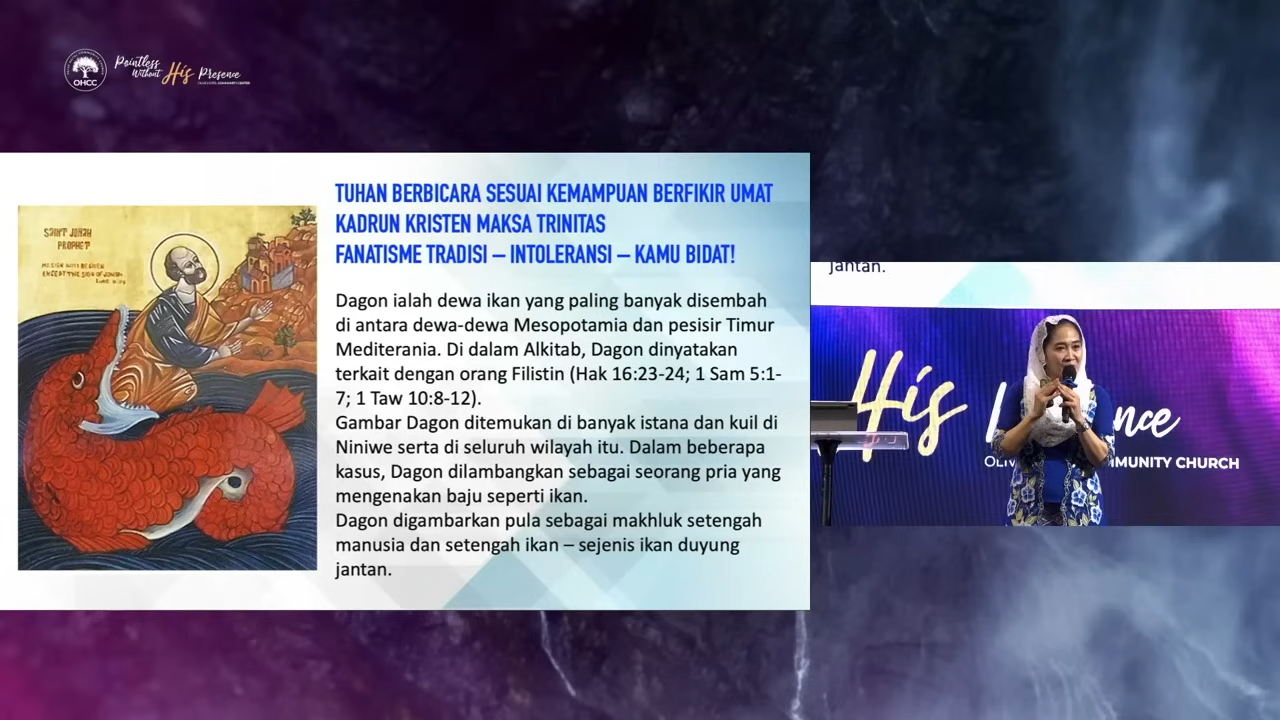 OHCC
Pointless
Without His Presence
SAINT JONAH
PROPHET
TUHAN BERBICARA SESUAI KEMAMPUAN BERFIKIR UMAT
KADRUN KRISTEN MAKSA TRINITAS
FANATISME TRADISI – INTOLERANSI – KAMU BIDAT!
Dagon ialah dewa ikan yang paling banyak disembah
di antara dewa-dewa Mesopotamia dan pesisir Timur
Mediterania. Di dalam Alkitab, Dagon dinyatakan
terkait dengan orang Filistin (Hak 16:23-24; 1 Sam 5:1-
7; 1 Taw 10:8-12).
Gambar Dagon ditemukan di banyak istana dan kuil di
Niniwe serta di seluruh wilayah itu. Dalam beberapa
kasus, Dagon dilambangkan sebagai seorang pria yang
mengenakan baju seperti ikan.
Dagon digambarkan pula sebagai makhluk setengah
manusia dan setengah ikan – sejenis ikan duyung
jantan.
jantan.
His
COMMUNITY CHURCH